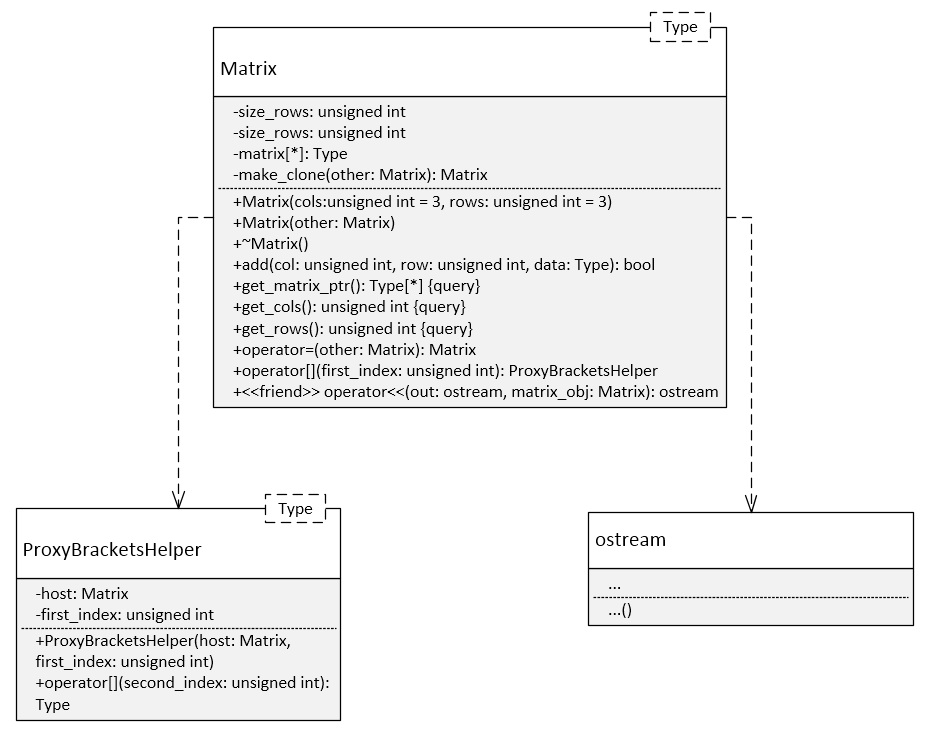 Type
Matrix
-size_rows: unsigned int
-size_rows: unsigned int
-matrix[*]: Type
-make_clone(other: Matrix): Matrix
+Matrix(cols:unsigned int = 3, rows: unsigned int = 3)
+Matrix(other: Matrix)
+~Matrix()
+add(col: unsigned int, row: unsigned int, data: Type): bool
+get_matrix_ptr(): Type[*] {query}
+get_cols(): unsigned int {query}
+get_rows(): unsigned int {query}
+operator=(other: Matrix): Matrix
+operator[](first_index: unsigned int): ProxyBracketsHelper
+<<friend>> operator<<(out: ostream, matrix_obj: Matrix): ostream
Type
ProxyBracketsHelper
-host: Matrix
-first_index: unsigned int
+ProxyBracketsHelper(host: Matrix,
first_index: unsigned int)
+operator[](second_index: unsigned int):
Type
ostream
...
...()